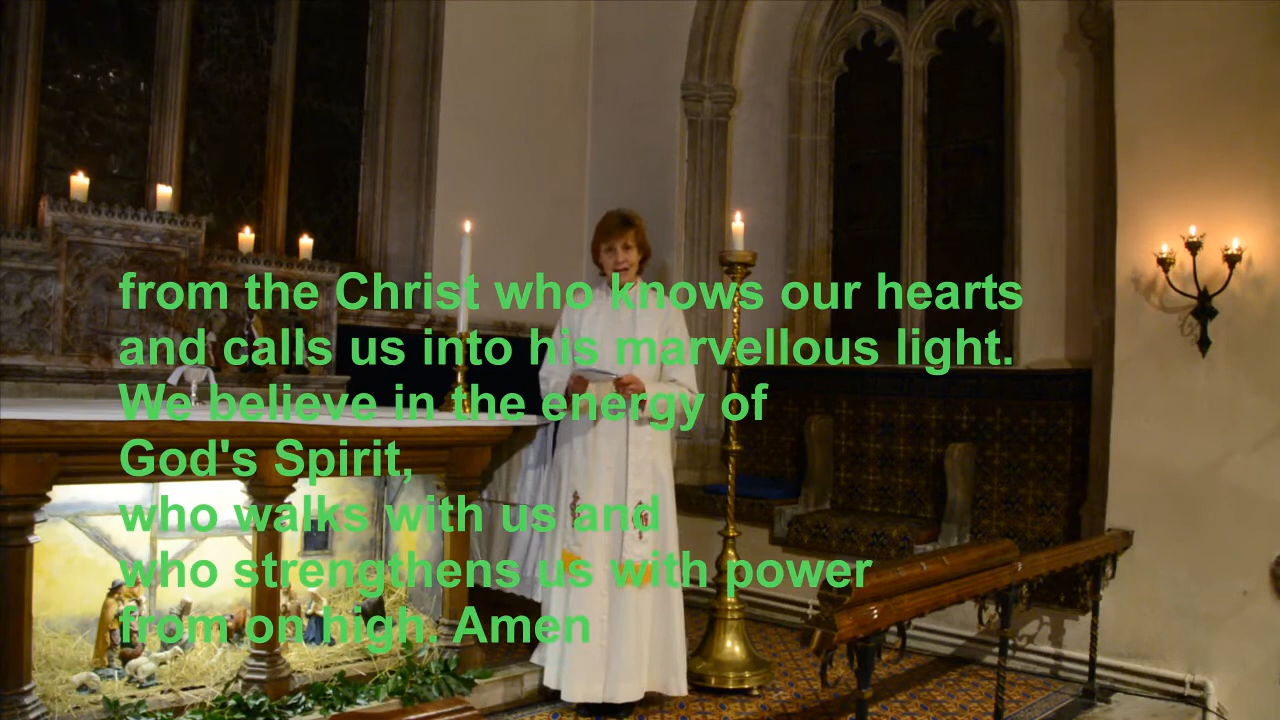 from the Christ who knows our hearts
and calls us into his marvellous light.
We believe in the energy of
God's Spirit,
who walks with us and
who strengthens us with power
from on high. Amen